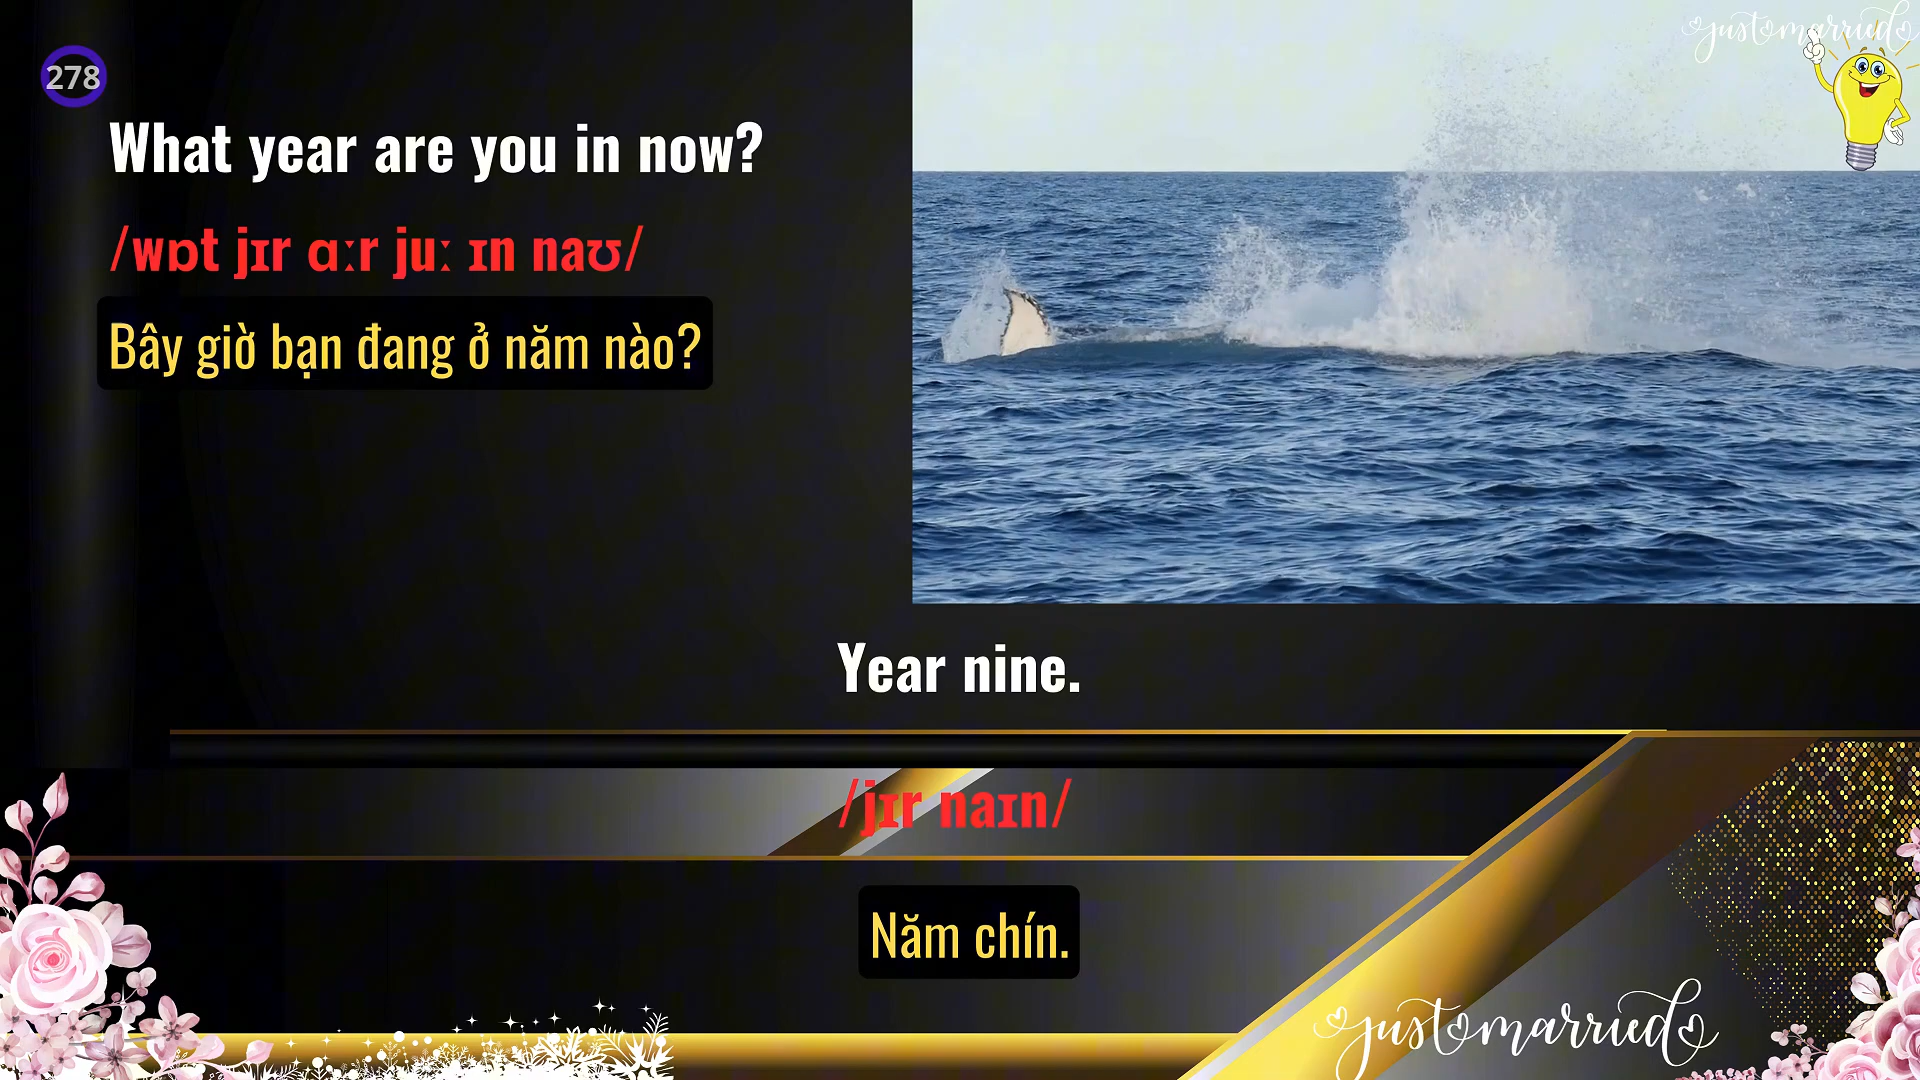 justmarried
278
What year are you in now?
/wɒt jɪr ɑːr juː ɪn naʊ/
Bây giờ bạn đang ở năm nào?
Year nine.
/jɪr naɪn/
Năm chín.
justmarried